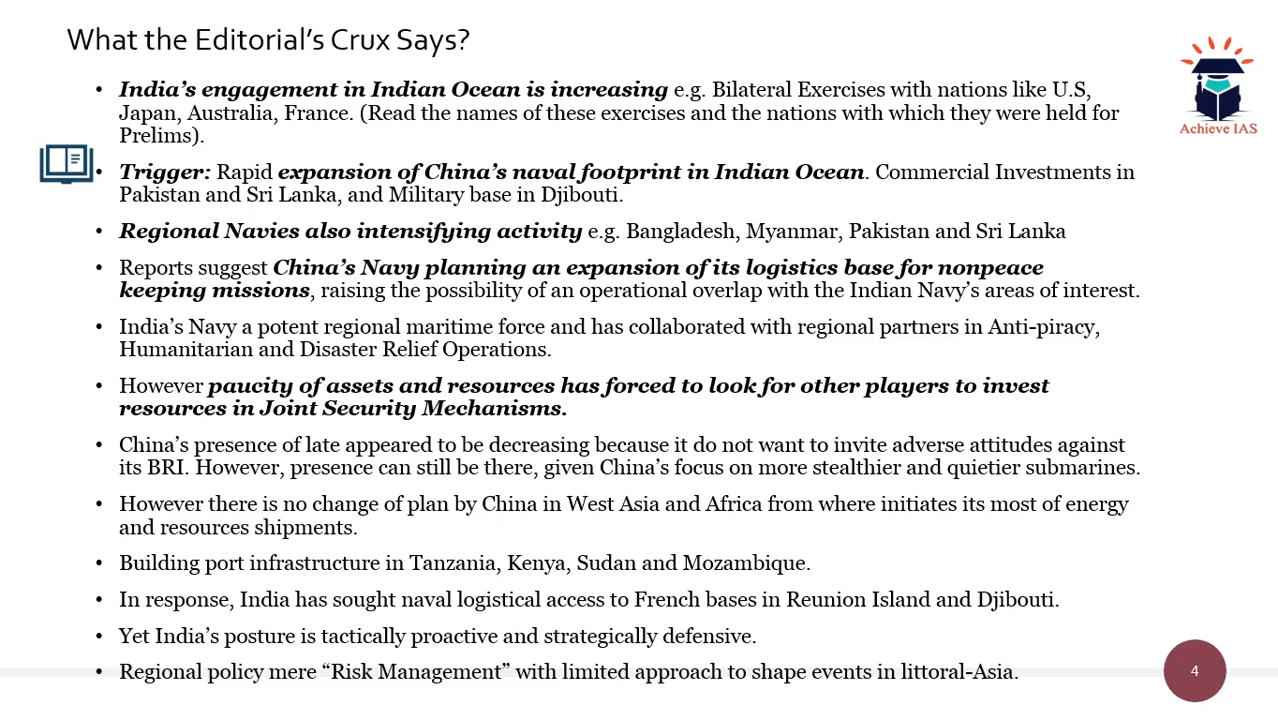 What the Editorial's Crux Says?
Achieve IAS
• India's engagement in Indian Ocean is increasing e.g. Bilateral Exercises with nations like U.S,
Japan, Australia, France. (Read the names of these exercises and the nations with which they were held for
Prelims).
• Trigger: Rapid expansion of China's naval footprint in Indian Ocean. Commercial Investments in
Pakistan and Sri Lanka, and Military base in Djibouti.
• Regional Navies also intensifying activity e.g. Bangladesh, Myanmar, Pakistan and Sri Lanka
• Reports suggest China's Navy planning an expansion of its logistics base for nonpeace
keeping missions, raising the possibility of an operational overlap with the Indian Navy's areas of interest.
• India's Navy a potent regional maritime force and has collaborated with regional partners in Anti-piracy,
Humanitarian and Disaster Relief Operations.
• However paucity of assets and resources has forced to look for other players to invest
resources in Joint Security Mechanisms.
• China's presence of late appeared to be decreasing because it do not want to invite adverse attitudes against
its BRI. However, presence can still be there, given China's focus on more stealthier and quietier submarines.
• However there is no change of plan by China in West Asia and Africa from where initiates its most of energy
and resources shipments.
• Building port infrastructure in Tanzania, Kenya, Sudan and Mozambique.
• In response, India has sought naval logistical access to French bases in Reunion Island and Djibouti.
• Yet India's posture is tactically proactive and strategically defensive.
• Regional policy mere “Risk Management” with limited approach to shape events in littoral-Asia.
4